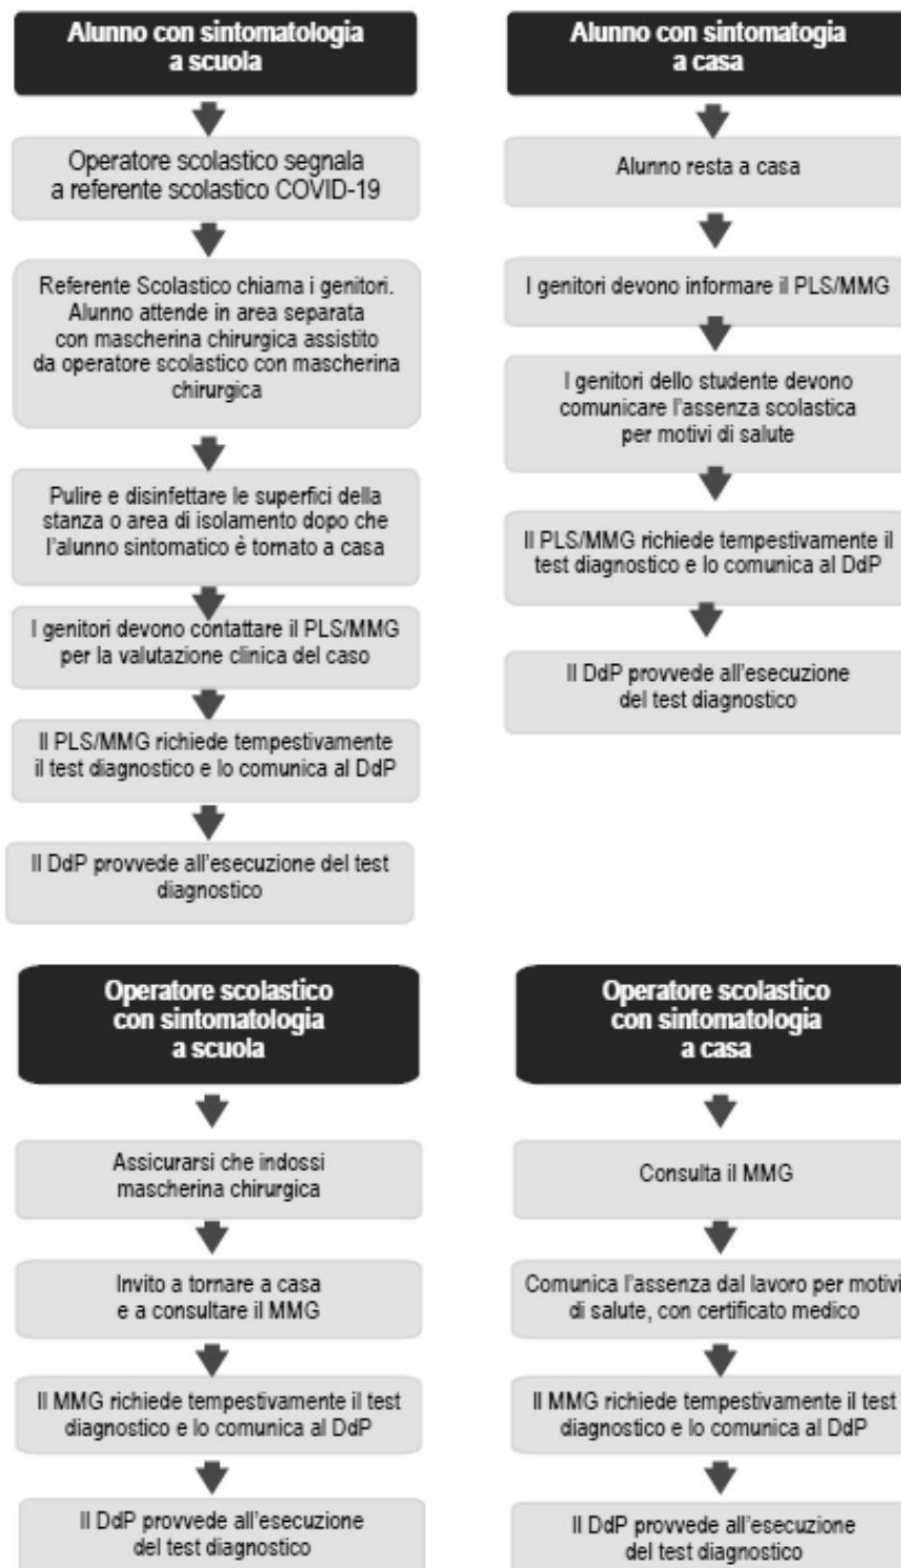 Alunno con sintomatologia
a scuola
Operatore scolastico segnala
a referente scolastico COVID-19
Referente Scolastico chiama i genitori.
Alunno attende in area separata
con mascherina chirurgica assistito
da operatore scolastico con mascherina
chirurgica
Pulire e disinfettare le superfici della
stanza o area di isolamento dopo che
l'alunno sintomatico è tornato a casa
I genitori devono contattare il PLS/MMG
per la valutazione clinica del caso
Il PLS/MMG richiede tempestivamente
il test diagnostico e lo comunica al DdP
Il DdP provvede all'esecuzione del test
diagnostico
Alunno con sintomatogia
a casa
Alunno resta a casa
I genitori devono informare il PLS/MMG
I genitori dello studente devono
comunicare l'assenza scolastica
per motivi di salute
Il PLS/MMG richiede tempestivamente il
test diagnostico e lo comunica al DdP
Il DdP provvede all'esecuzione
del test diagnostico
Operatore scolastico
con sintomatologia
a scuola
Assicurarsi che indossi
mascherina chirurgica
Invito a tornare a casa
e a consultare il MMG
Il MMG richiede tempestivamente il test
diagnostico e lo comunica al DdP
Il DdP provvede all'esecuzione
del test diagnostico
Operatore scolastico
con sintomatologia
a casa
Consulta il MMG
Comunica l'assenza dal lavoro per motivi
di salute, con certificato medico
Il MMG richiede tempestivamente il test
diagnostico e lo comunica al DdP
Il DdP provvede all'esecuzione
del test diagnostico